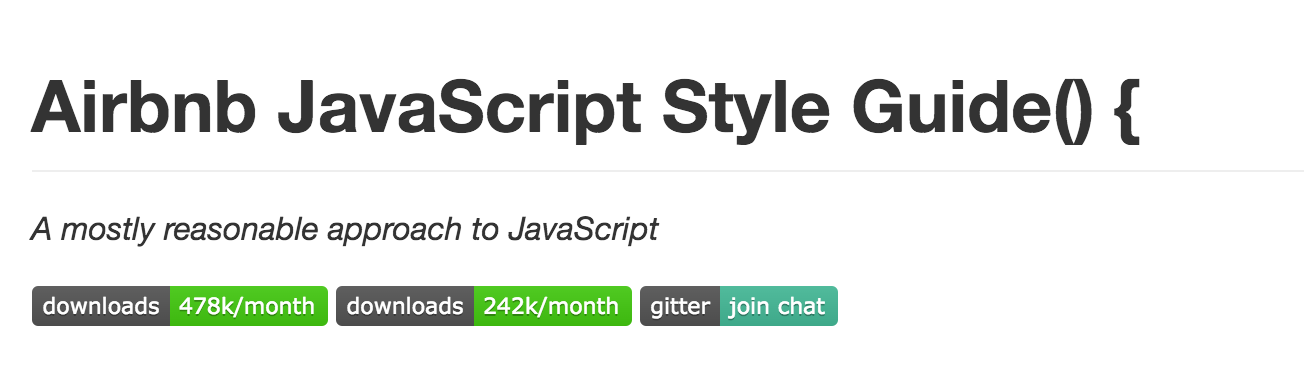 Airbnb JavaScript Style Guide() {
A mostly reasonable approach to JavaScript
downloads 478k/month downloads 242k/month gitter join chat